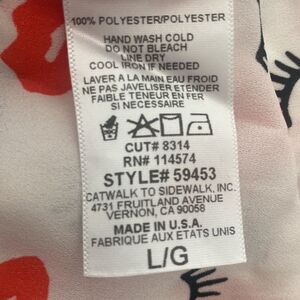 100% POLYESTER/POLYESTER
HAND WASH COLD
DO NOT BLEACH
LINE DRY
COOL IRON IF NEEDED
LAVER A LA MAIN EAU FROID
NE PAS JAVELISER ETENDER
FAIBLE TENEUR EN FER
SI NECESSAIRE
CUT# 8314
RN# 114574
STYLE# 59453
CATWALK TO SIDEWALK, INC.
4731 FRUITLAND AVENUE
VERNON, CA 90058
MADE IN U.S.A.
FABRIQUE AUX ETATS UNIS
L/G